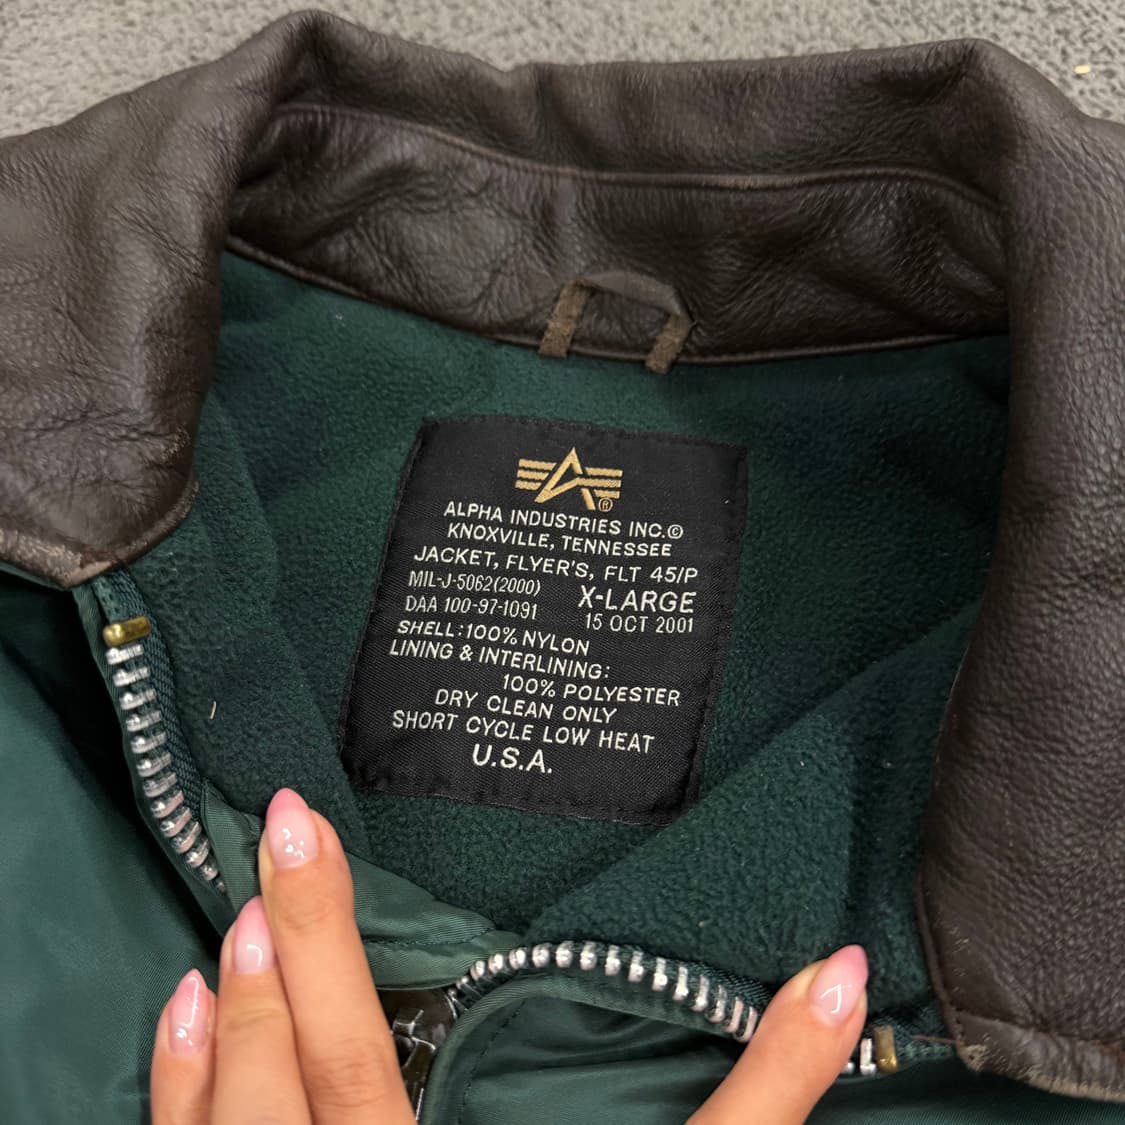 ALPHA INDUSTRIES INC.©
KNOXVILLE, TENNESSEE
JACKET, FLYER'S, FLT 45/P
MIL-J-5062(2000) X-LARGE
DAA 100-97-1091 15 OCT 2001
SHELL:100% NYLON
LINING & INTERLINING:
100% POLYESTER
DRY CLEAN ONLY
SHORT CYCLE LOW HEAT
U.S.A.